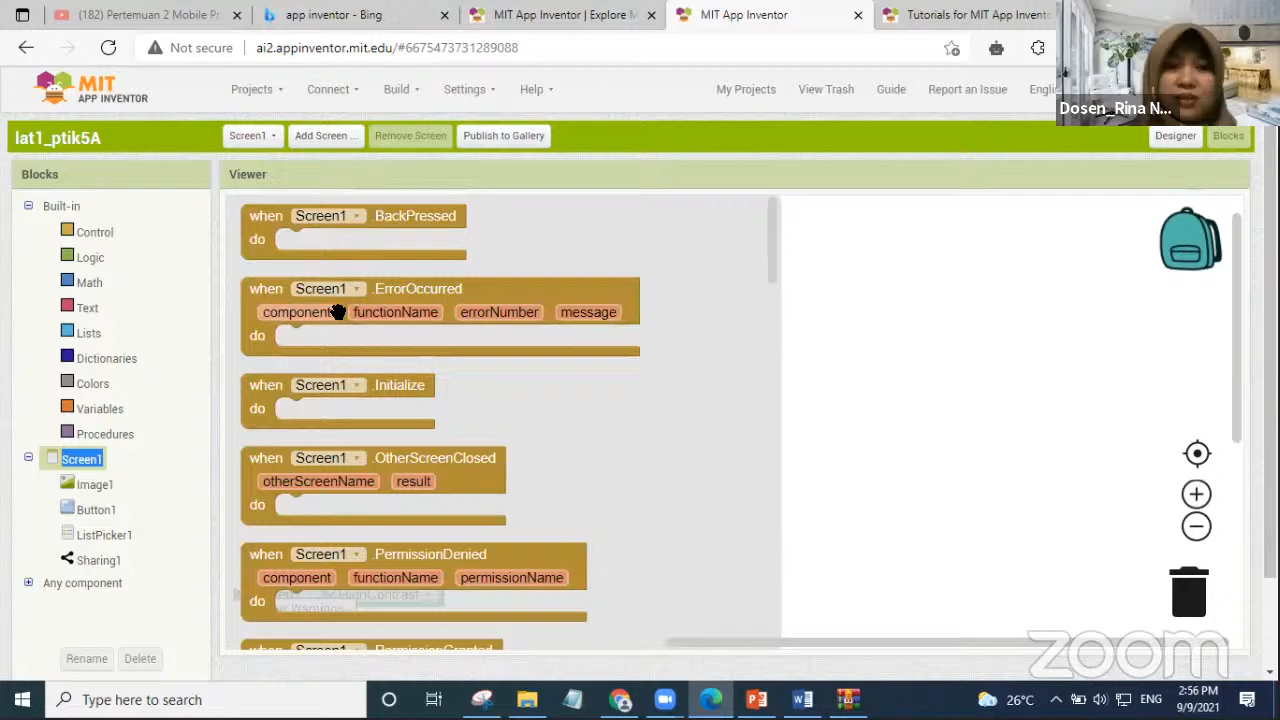 (182) Pertemuan 2 Mobile Pr
app inventor - Bing
MIT App Inventor | Explore M
MIT App Inventor
Tutorials for MIT App Invento
Not secure
ai2.appinventor.mit.edu/#6675473731289088
Dosen_Rina N...
MIT
APP INVENTOR
Projects
Connect
Build
Settings
Help
My Projects
View Trash
Guide
Report an Issue
Engli
lat1_ptik5A
Screen1
Add Screen ...
Remove Screen
Publish to Gallery
Designer
Blocks
Blocks
Viewer
Built-in
Control
Logic
Math
Text
Lists
Dictionaries
Colors
Variables
Procedures
Screen1
Image1
Button1
ListPicker1
Sharing1
Any component
Rename
Delete
when Screen1 .BackPressed
do
when Screen1 .ErrorOccurred
component functionName errorNumber message
do
when Screen1 .Initialize
do
when Screen1 .OtherScreenClosed
otherScreenName result
do
when Screen1 .PermissionDenied
component functionName permissionName
do
Warnings
when Screen1 .PermissionGranted
zoom
Type here to search
26°C
ENG
2:56 PM
9/9/2021